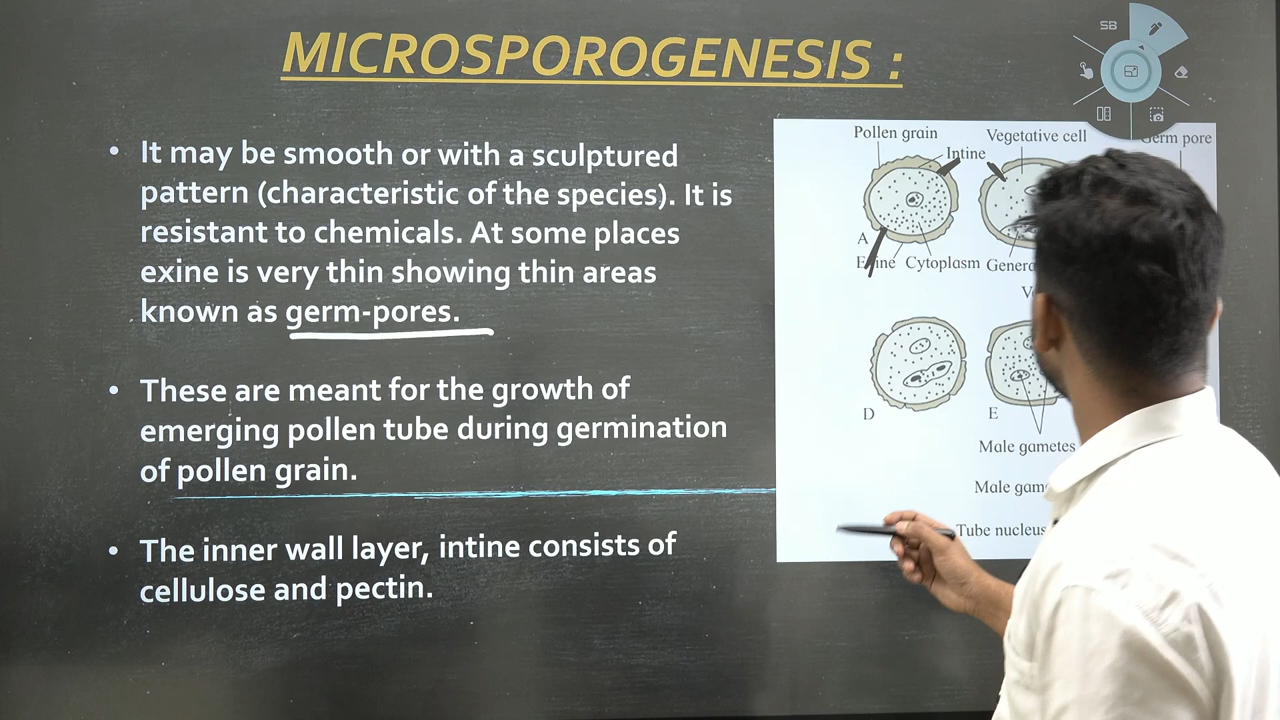 MICROSPOROGENESIS :
SB
• It may be smooth or with a sculptured
pattern (characteristic of the species). It is
resistant to chemicals. At some places
exine is very thin showing thin areas
known as germ-pores.
• These are meant for the growth of
emerging pollen tube during germination
of pollen grain.
• The inner wall layer, intine consists of
cellulose and pectin.
Pollen grain
Vegetative cell
Germ pore
Intine
A
Exine
Cytoplasm
D
E
Male gametes
Male
Tube nucleus